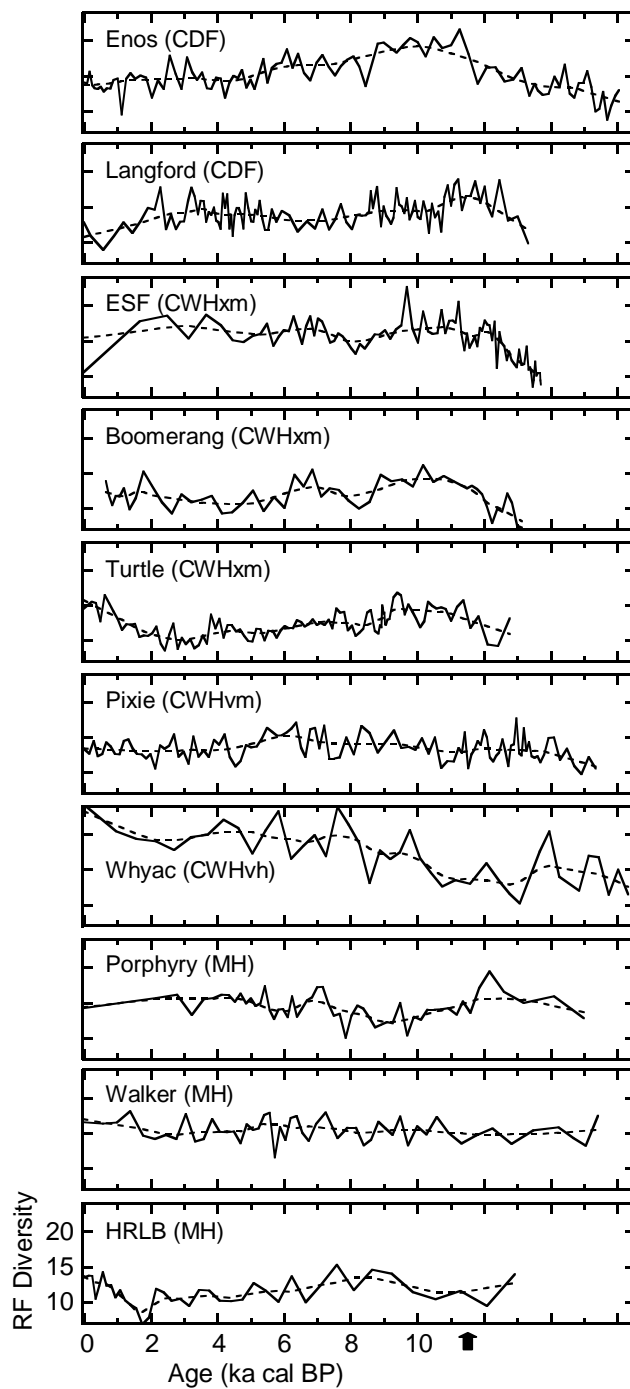 Enos (CDF)
Langford (CDF)
ESF (CWHxm)
Boomerang (CWHxm)
Turtle (CWHxm)
Pixie (CWHvm)
Whyac (CWHvh)
Porphyry (MH)
Walker (MH)
HRLB (MH)
RF Diversity
20
15
10
0 2 4 6 8 10
Age (ka cal BP)